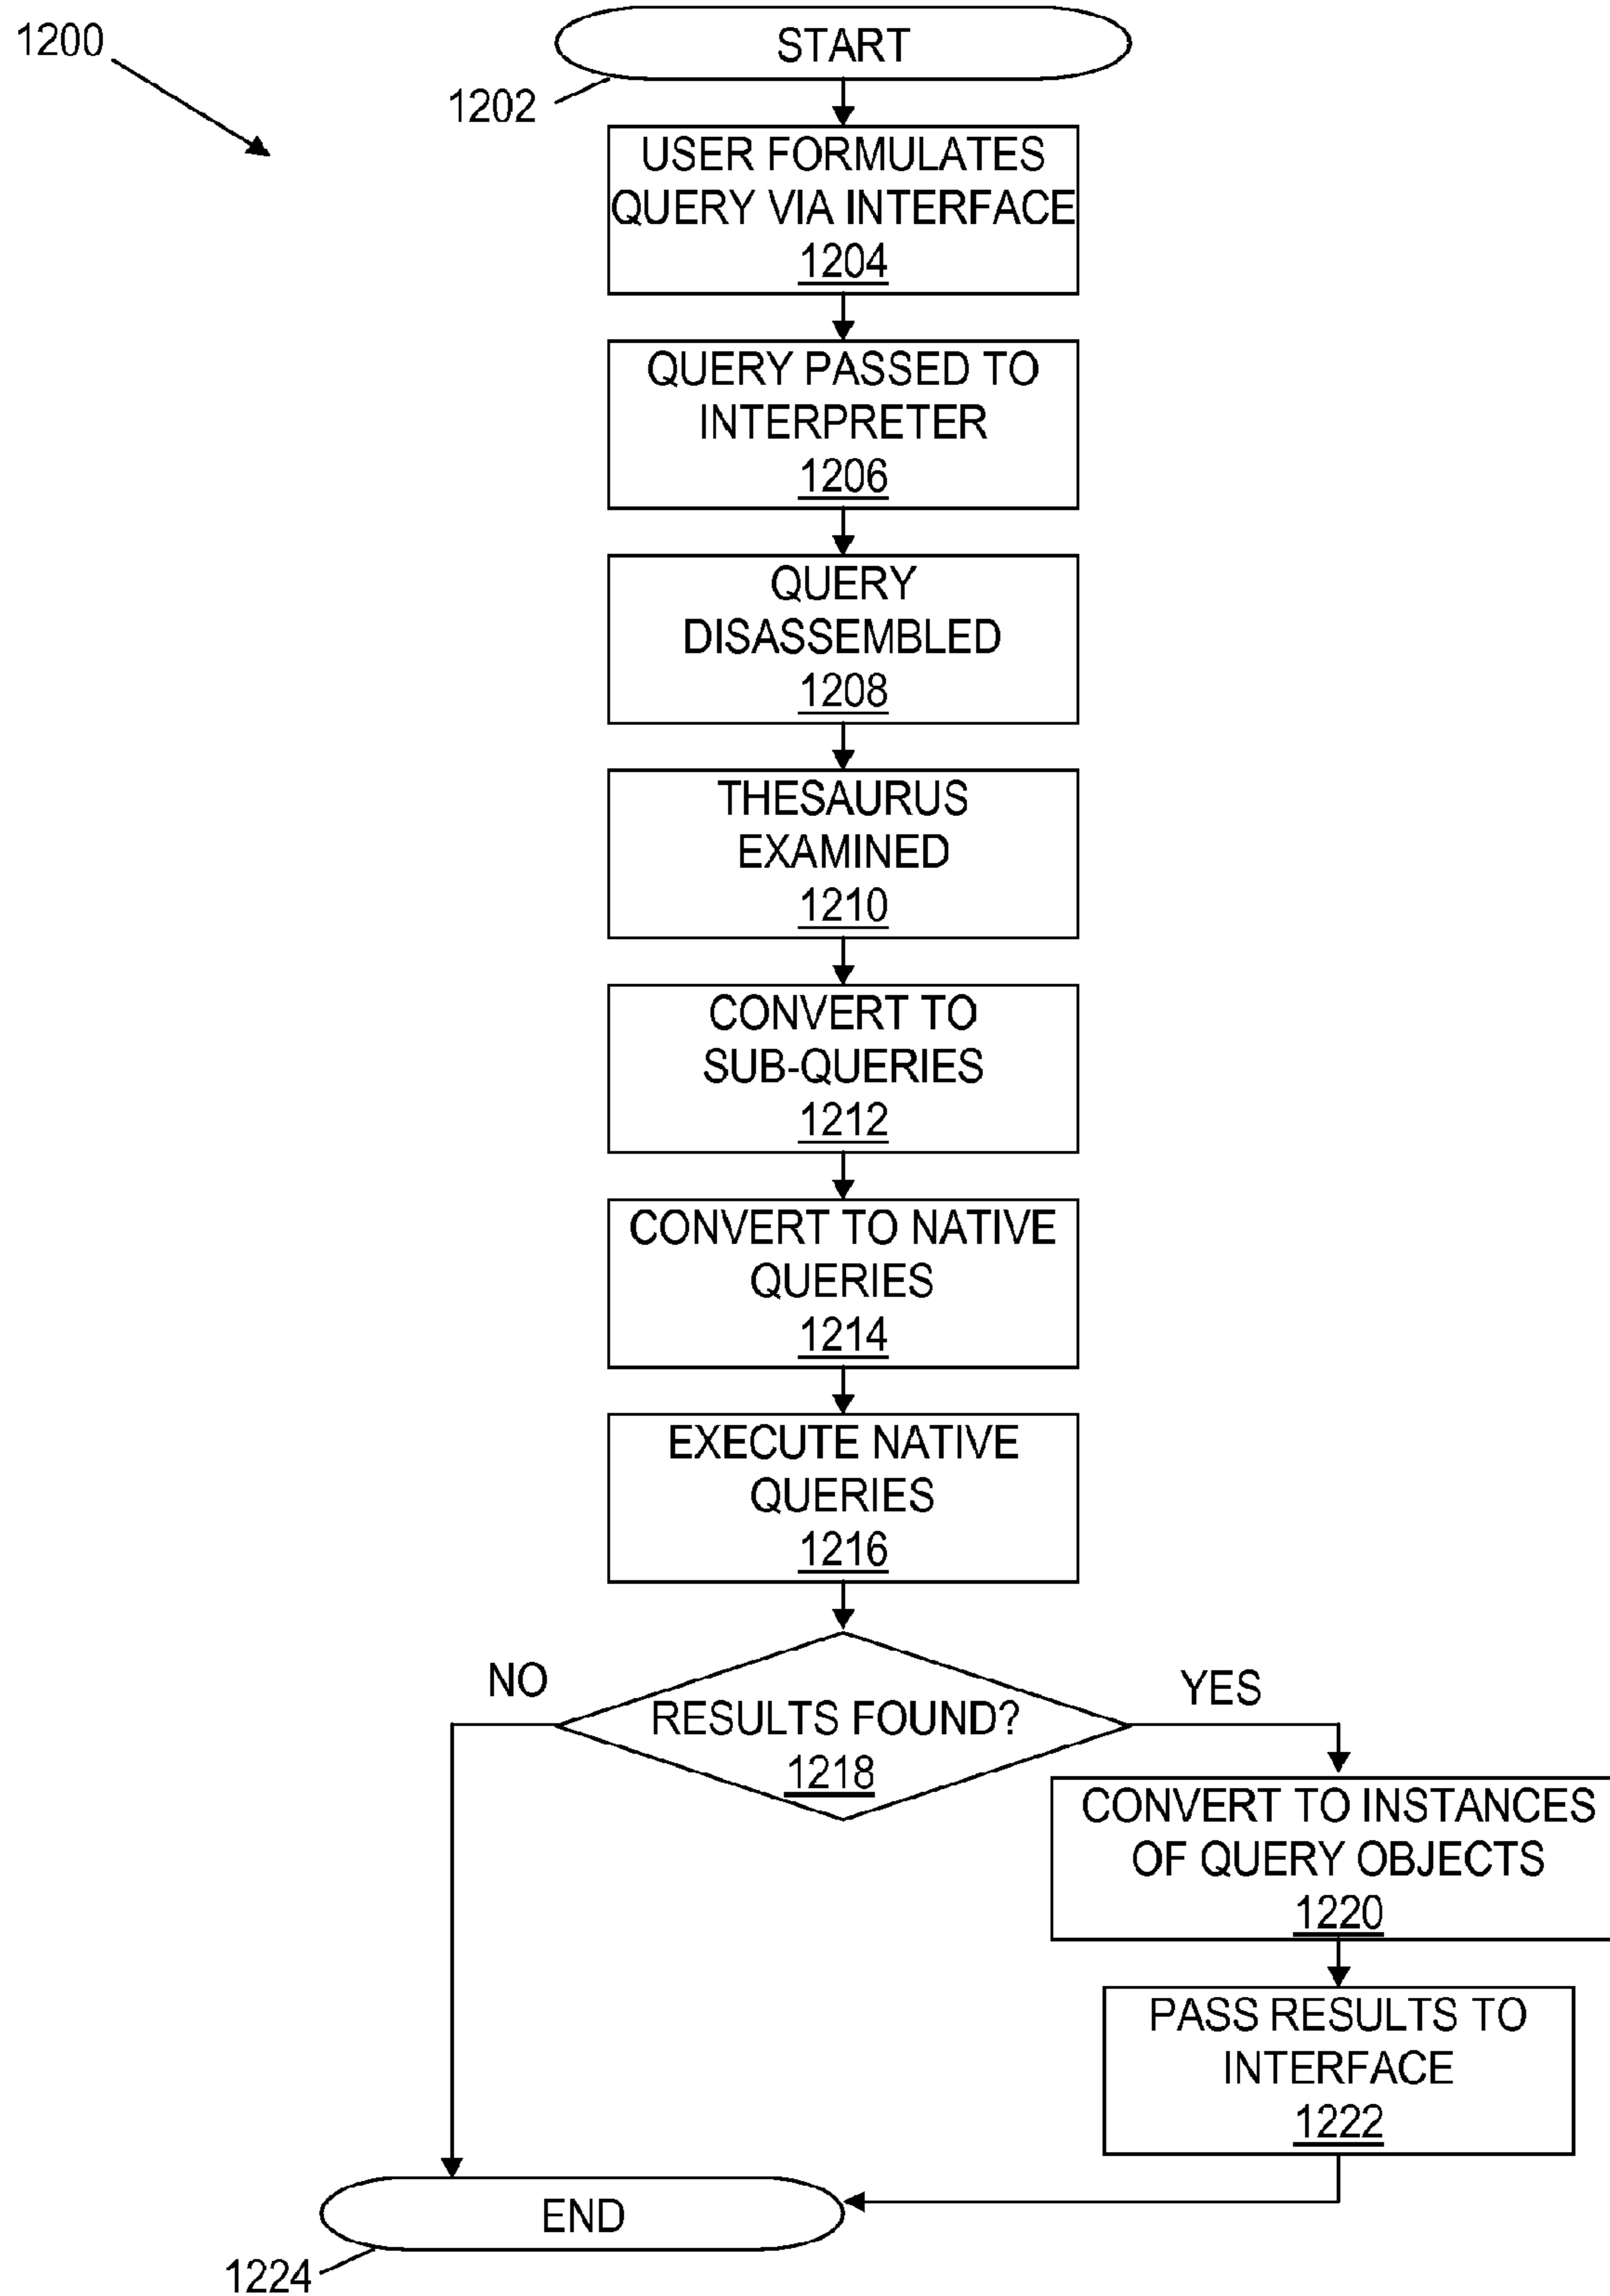 1200
START
1202
USER FORMULATES
QUERY VIA INTERFACE
1204
QUERY PASSED TO
INTERPRETER
1206
QUERY
DISASSEMBLED
1208
THESAURUS
EXAMINED
1210
CONVERT TO
SUB-QUERIES
1212
CONVERT TO NATIVE
QUERIES
1214
EXECUTE NATIVE
QUERIES
1216
NO
YES
RESULTS FOUND?
1218
CONVERT TO INSTANCES
OF QUERY OBJECTS
1220
PASS RESULTS TO
INTERFACE
1222
END
1224